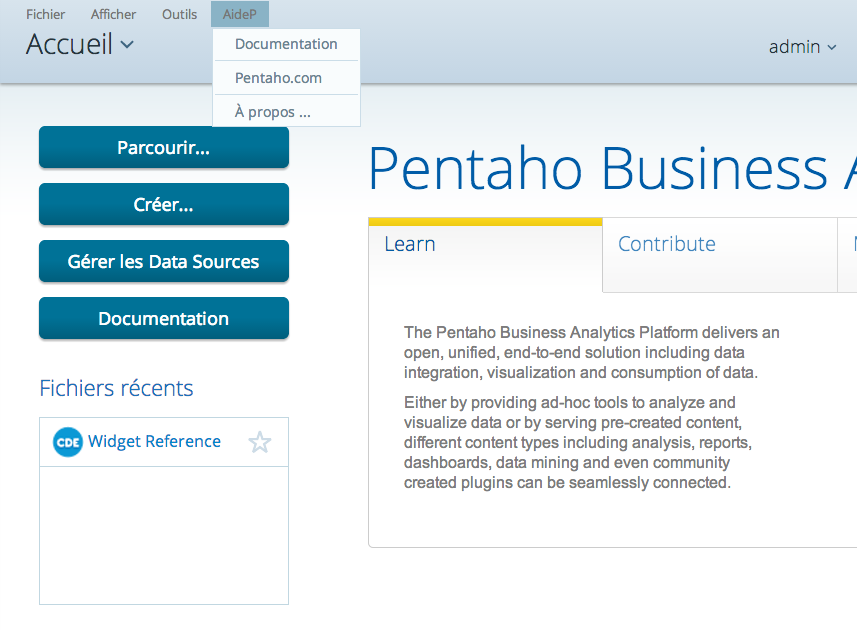 Fichier Afficher Outils AideP
Accueil
admin
Documentation
Pentaho.com
À propos ...
Parcourir...
Créer...
Gérer les Data Sources
Documentation
Fichiers récents
CDE Widget Reference
Pentaho Business
Learn
Contribute
The Pentaho Business Analytics Platform delivers an
open, unified, end-to-end solution including data
integration, visualization and consumption of data.
Either by providing ad-hoc tools to analyze and
visualize data or by serving pre-created content,
different content types including analysis, reports,
dashboards, data mining and even community
created plugins can be seamlessly connected.